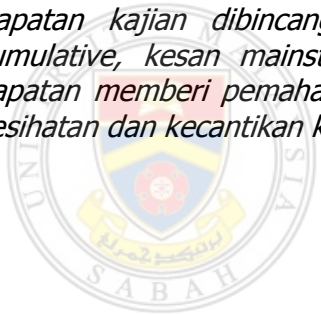 apatan kajian dibincang
umulative, kesan mainst
apatan memberi pemaha
esihatan dan kecantikan k
SABAH